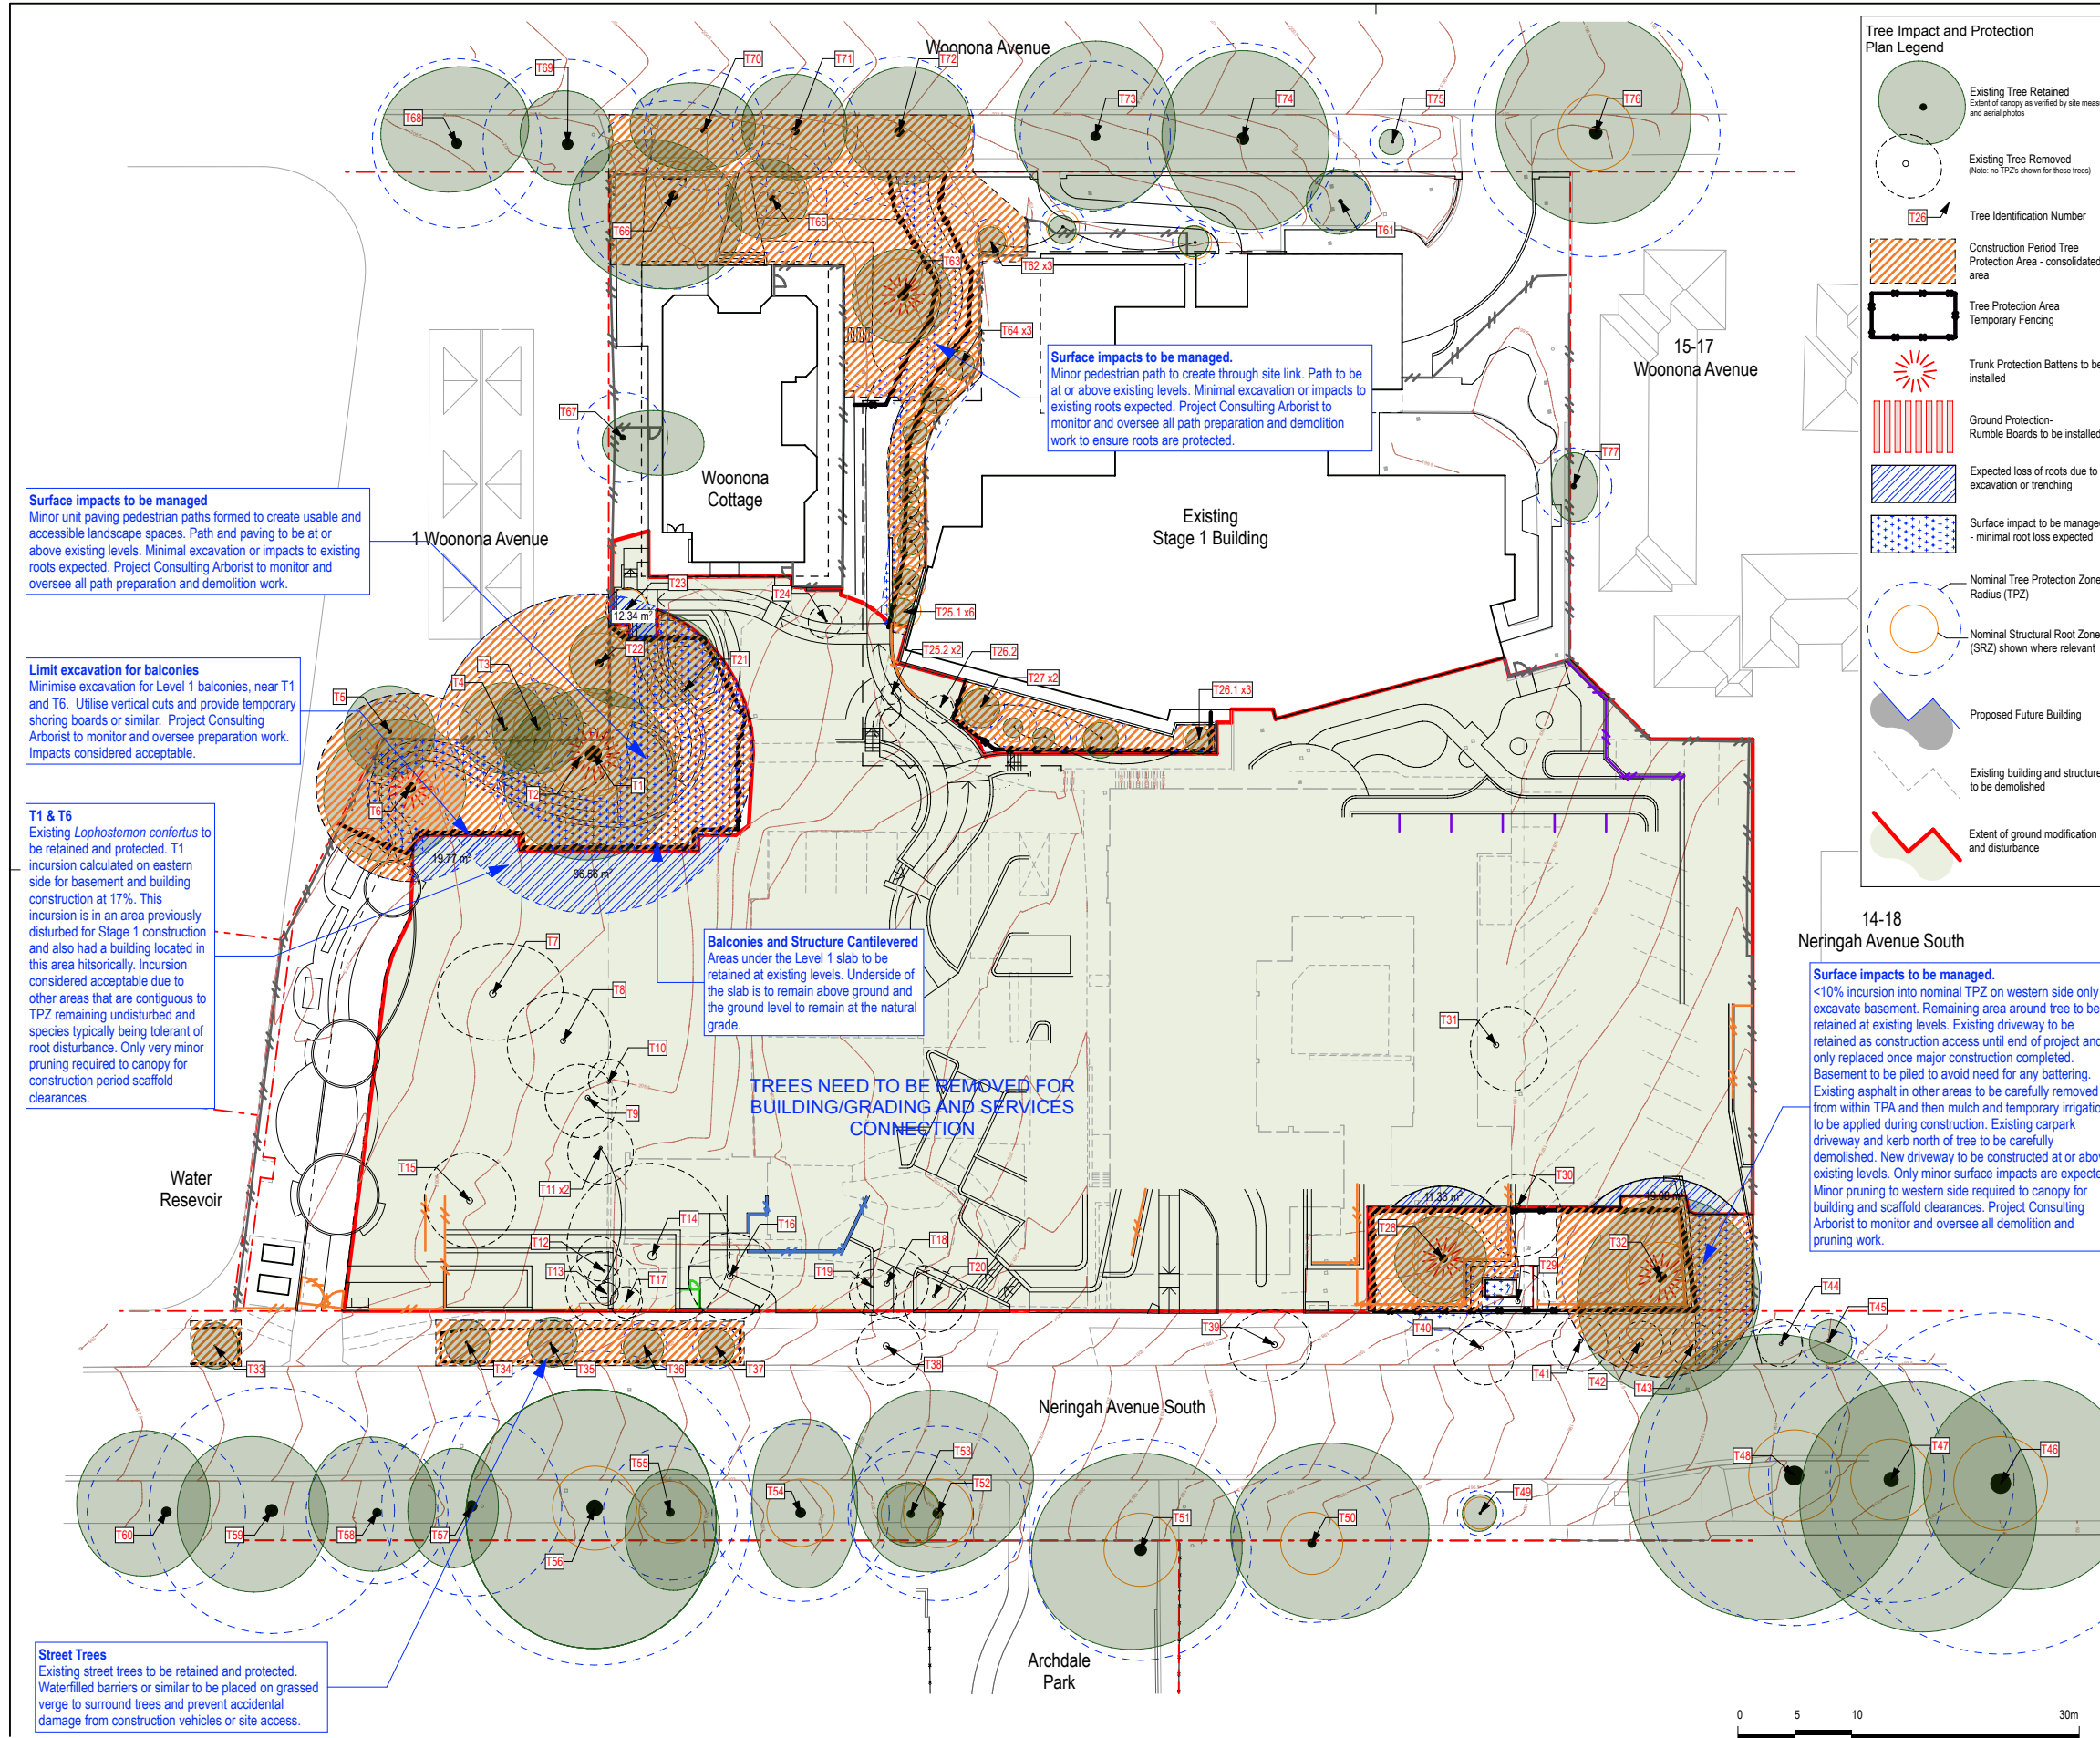 Woonona Avenue
T70
T71
T72
T69
T68
T73
T74
T75
T76
T66
T65
T61
T63
T62 x3
T64 x3
T67
T77
15-17
Woonona Avenue
Surface impacts to be managed.
Minor pedestrian path to create through site link. Path to be
at or above existing levels. Minimal excavation or impacts to
existing roots expected. Project Consulting Arborist to
monitor and oversee all path preparation and demolition
work to ensure roots are protected.
Woonona
Cottage
Existing
Stage 1 Building
1 Woonona Avenue
Surface impacts to be managed
Minor unit paving pedestrian paths formed to create usable and
accessible landscape spaces. Path and paving to be at or
above existing levels. Minimal excavation or impacts to existing
roots expected. Project Consulting Arborist to monitor and
oversee all path preparation and demolition work.
T23
T24
12.34 m²
T25.1 x6
T22
T21
T25.2 x2
T26.2
T27 x2
T26.1 x3
T3
T4
T5
T6
T2
T1
Limit excavation for balconies
Minimise excavation for Level 1 balconies, near T1
and T6. Utilise vertical cuts and provide temporary
shoring boards or similar. Project Consulting
Arborist to monitor and oversee preparation work.
Impacts considered acceptable.
T1 & T6
Existing Lophostemon confertus to
be retained and protected. T1
incursion calculated on eastern
side for basement and building
construction at 17%. This
incursion is in an area previously
disturbed for Stage 1 construction
and also had a building located in
this area hitsorically. Incursion
considered acceptable due to
other areas that are contiguous to
TPZ remaining undisturbed and
species typically being tolerant of
root disturbance. Only very minor
pruning required to canopy for
construction period scaffold
clearances.
19.77 m²
96.56 m²
Balconies and Structure Cantilevered
Areas under the Level 1 slab to be
retained at existing levels. Underside of
the slab is to remain above ground and
the ground level to remain at the natural
grade.
T7
T8
T10
T9
T11 x2
T15
T14
T16
T12
T13
T17
T18
T19
T20
T31
T30
T28
T29
T32
11.33 m²
TREES NEED TO BE REMOVED FOR
BUILDING/GRADING AND SERVICES
CONNECTION
Water
Resevoir
14-18
Neringah Avenue South
Surface impacts to be managed.
<10% incursion into nominal TPZ on western side only
excavate basement. Remaining area around tree to be
retained at existing levels. Existing driveway to be
retained as construction access until end of project and
only replaced once major construction completed.
Basement to be piled to avoid need for any battering.
Existing asphalt in other areas to be carefully removed
from within TPA and then mulch and temporary irrigatio
to be applied during construction. Existing carpark
driveway and kerb north of tree to be carefully
demolished. New driveway to be constructed at or abov
existing levels. Only minor surface impacts are expecte
Minor pruning to western side required to canopy for
building and scaffold clearances. Project Consulting
Arborist to monitor and oversee all demolition and
pruning work.
T33
T34
T35
T36
T37
T38
T39
T40
T41
T42
T43
T44
T45
Neringah Avenue South
T60
T59
T58
T57
T56
T55
T54
T53
T52
T51
T50
T49
T48
T47
T46
Street Trees
Existing street trees to be retained and protected.
Waterfilled barriers or similar to be placed on grassed
verge to surround trees and prevent accidental
damage from construction vehicles or site access.
Archdale
Park
0 5 10 30m
Tree Impact and Protection
Plan Legend
Existing Tree Retained
Extent of canopy as verified by site meas
and aerial photos
Existing Tree Removed
(Note: no TPZ's shown for these trees)
T26
Tree Identification Number
Construction Period Tree
Protection Area - consolidated
area
Tree Protection Area
Temporary Fencing
Trunk Protection Battens to be
installed
Ground Protection-
Rumble Boards to be installed
Expected loss of roots due to
excavation or trenching
Surface impact to be manage
- minimal root loss expected
Nominal Tree Protection Zone
Radius (TPZ)
Nominal Structural Root Zone
(SRZ) shown where relevant
Proposed Future Building
Existing building and structure
to be demolished
Extent of ground modification
and disturbance